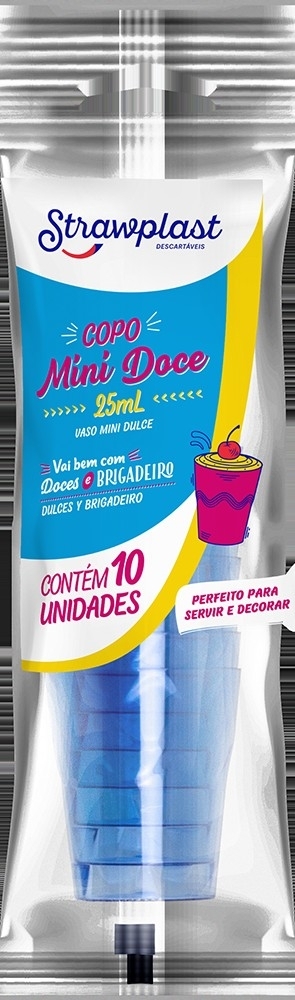 Strawplast
DESCARTÁVEIS
COPO
Mini Doce
>>>>>> 25mL <<<<<<
VASO MINI DULCE
Vai bem com
Doces e BRIGADEIRO
DULCES Y BRIGADEIRO
CONTÉM 10
UNIDADES
PERFEITO PARA
SERVIR E DECORAR